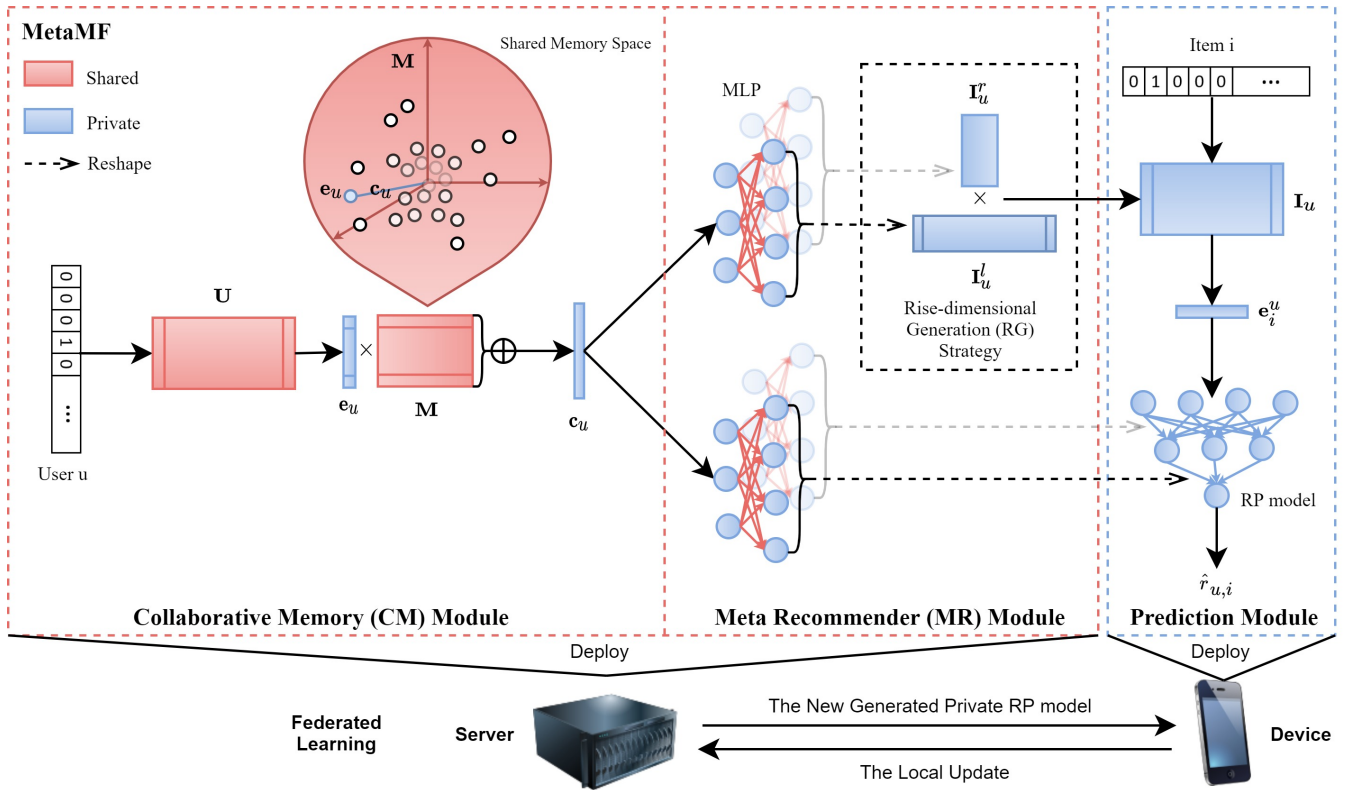 MetaMF
Shared
Private
Reshape
Shared Memory Space
M
e_u
c_u
0
0
0
1
0
...
User u
U
e_u
×
M
c_u
MLP
I_u^r
×
I_u^l
Rise-dimensional
Generation (RG)
Strategy
Item i
0 1 0 0 0 ...
I_u
e_i^u
RP model
r̂_{u,i}
Collaborative Memory (CM) Module
Meta Recommender (MR) Module
Prediction Module
Deploy
Deploy
Federated
Learning
Server
The New Generated Private RP model
The Local Update
Device